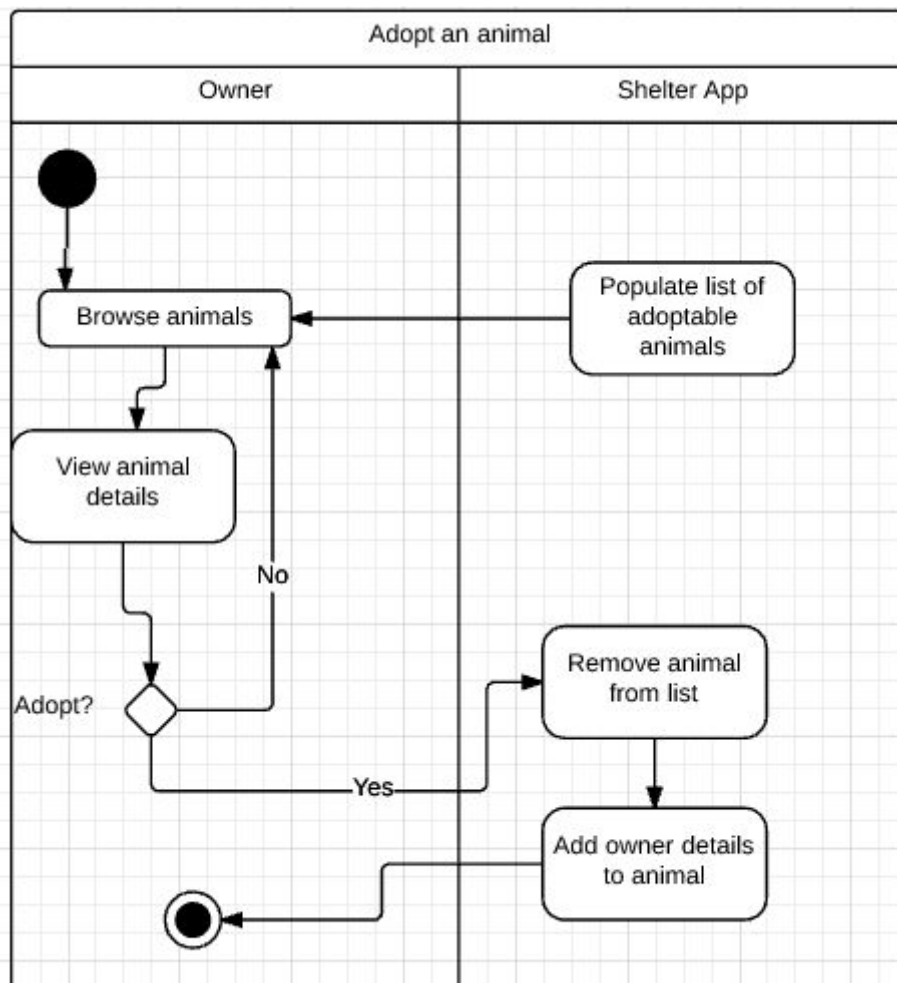 Adopt an animal
Owner
Shelter App
Populate list of
adoptable
animals
Browse animals
View animal
details
No
Remove animal
from list
Adopt?
Yes
Add owner details
to animal